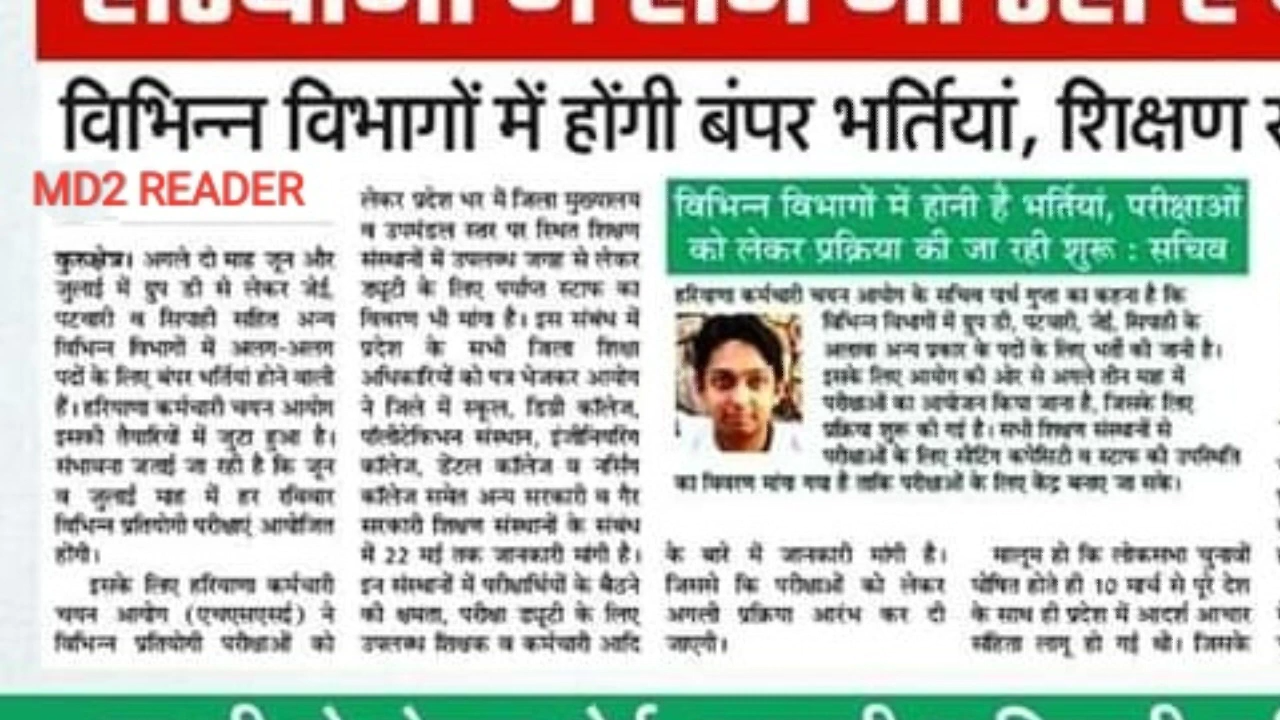 विभिन्न विभागों में होंगी बंपर भर्तियां, शिक्षण
MD2 READER
कुरुक्षेत्र। अगले दो माह जून और
जुलाई में ग्रुप डी से लेकर जेई,
पटवारी व सिपाही सहित अन्य
विभिन्न विभागों में अलग-अलग
पदों के लिए बंपर भर्तियां होने वाली
हैं। हरियाणा कर्मचारी चयन आयोग
इसकी तैयारियों में जुटा हुआ है।
संभावना जताई जा रही है कि जून
व जुलाई माह में हर रविवार
विभिन्न प्रतियोगी परीक्षाएं आयोजित
होंगी।
इसके लिए हरियाणा कर्मचारी
चयन आयोग (एचएसएसई) ने
विभिन्न प्रतियोगी परीक्षाओं को
लेकर प्रदेश भर में जिला मुख्यालय
व उपमंडल स्तर पर स्थित शिक्षण
संस्थानों में उपलब्ध जगह से लेकर
ड्यूटी के लिए पर्याप्त स्टाफ का
विवरण भी मांगा है। इस संबंध में
प्रदेश के सभी जिला शिक्षा
अधिकारियों को पत्र भेजकर आयोग
ने जिले में स्कूल, डिग्री कॉलेज,
पॉलीटेक्निभन संस्थान, इंजीनियरिंग
कॉलेज, डेंटल कॉलेज व नर्सिंग
कॉलेज समेत अन्य सरकारी व गैर
सरकारी शिक्षण संस्थानों के संबंध
में 22 मई तक जानकारी मांगी है।
इन संस्थानों में परीक्षार्थियों के बैठने
की क्षमता, परीक्षा ड्यूटी के लिए
उपलब्ध शिक्षक व कर्मचारी आदि
विभिन्न विभागों में होनी हैं भर्तियां, परीक्षाओं
को लेकर प्रक्रिया की जा रही शुरू : सचिव
हरियाणा कर्मचारी चयन आयोग के सचिव पार्थ गुप्ता का कहना है कि
विभिन्न विभागों में ग्रुप डी, पटवारी, जेई, सिपाही के
अलावा अन्य प्रकार के पदों के लिए भर्ती की जानी है।
इसके लिए आयोग की ओर से अगले तीन माह में
परीक्षाओं का आयोजन किया जाना है, जिसके लिए
प्रक्रिया शुरू की गई है। सभी शिक्षण संस्थानों से
परीक्षाओं के लिए सीटिंग कपेसिटी व स्टाफ की उपस्थिति
का विवरण मांगा गया है ताकि परीक्षाओं के लिए केंद्र बनाए जा सकें।
के बारे में जानकारी मांगी है।
जिससे कि परीक्षाओं को लेकर
अगली प्रक्रिया आरंभ कर दी
जाएगी।
मालूम हो कि लोकसभा चुनावों
घोषित होते ही 10 मार्च से पूरे देश
के साथ ही प्रदेश में आदर्श आचार
संहिता लागू हो गई थी। जिसके